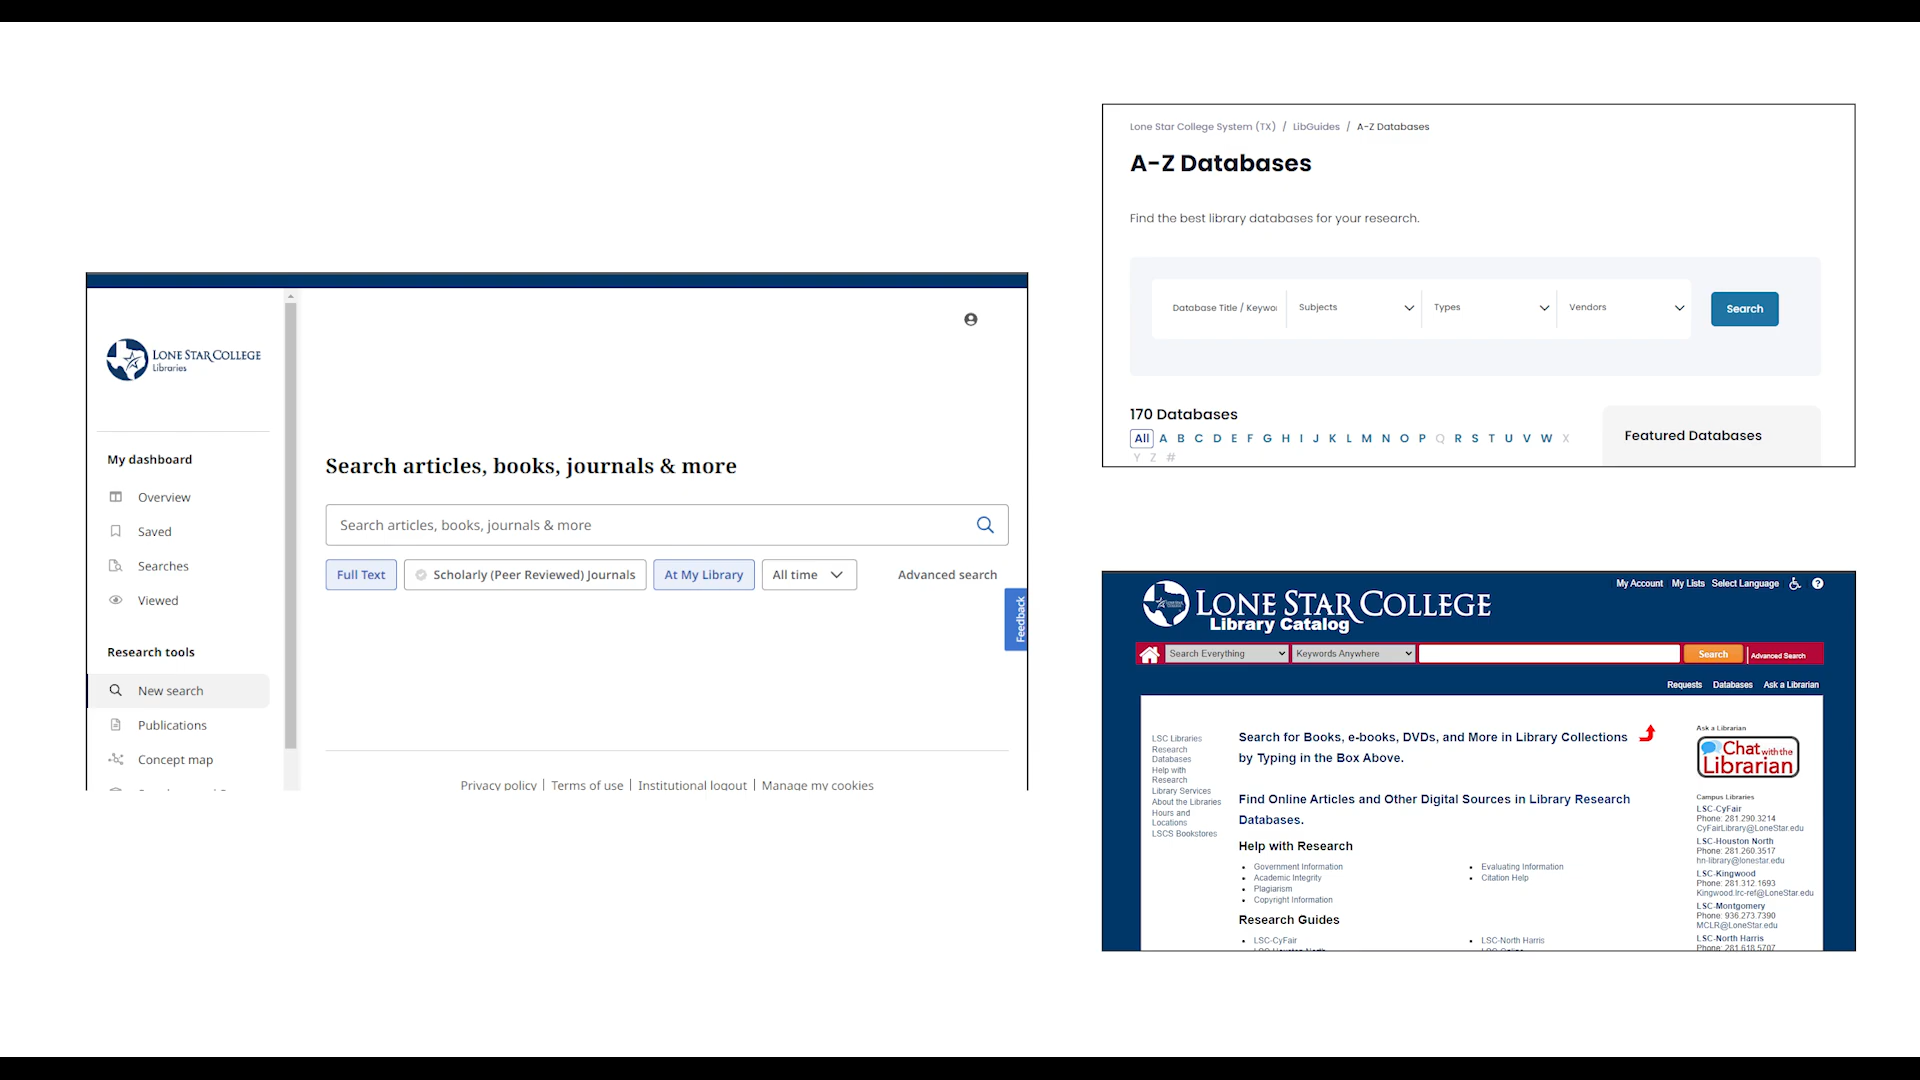 LONE STAR COLLEGE
Libraries
My dashboard
Overview
Saved
Searches
Viewed
Research tools
New search
Publications
Concept map
Search articles, books, journals & more
Search articles, books, journals & more
Full Text
Scholarly (Peer Reviewed) Journals
At My Library
All time
Advanced search
Feedback
Privacy policy | Terms of use | Institutional logout | Manage my cookies
Lone Star College System (TX) / LibGuides / A-Z Databases
A-Z Databases
Find the best library databases for your research.
Database Title / Keywo
Subjects
Types
Vendors
Search
170 Databases
All A B C D E F G H I J K L M N O P Q R S T U V W X
Y Z #
Featured Databases
My Account My Lists Select Language
LONE STAR COLLEGE
Library Catalog
Search Everything
Keywords Anywhere
Search
Advanced Search
Requests Databases Ask a Librarian
LSC Libraries
Research
Databases
Help with
Research
Library Services
About the Libraries
Hours and
Locations
LSCS Bookstores
Search for Books, e-books, DVDs, and More in Library Collections
by Typing in the Box Above.
Find Online Articles and Other Digital Sources in Library Research
Databases.
Help with Research
Government Information
Academic Integrity
Plagiarism
Copyright Information
Evaluating Information
Citation Help
Research Guides
LSC-CyFair
LSC-North Harris
Ask a Librarian
Chat with the
Librarian
Campus Libraries
LSC-CyFair
Phone: 281.290.3214
CyFairLibrary@LoneStar.edu
LSC-Houston North
Phone: 281.260.3517
hn-library@lonestar.edu
LSC-Kingwood
Phone: 281.312.1693
Kingwood.lrc-ref@LoneStar.edu
LSC-Montgomery
Phone: 936.273.7390
MCLR@LoneStar.edu
LSC-North Harris
Phone: 281.618.5707